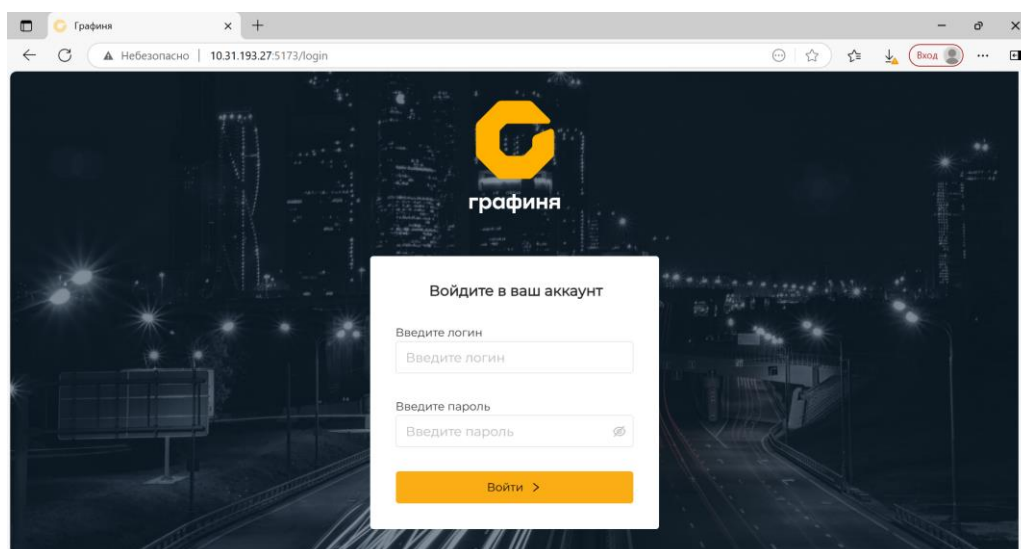 Графиня
Небезопасно
10.31.193.27:5173/login
Вход
графиня
Войдите в ваш аккаунт
Введите логин
Введите логин
Введите пароль
Введите пароль
Войти >